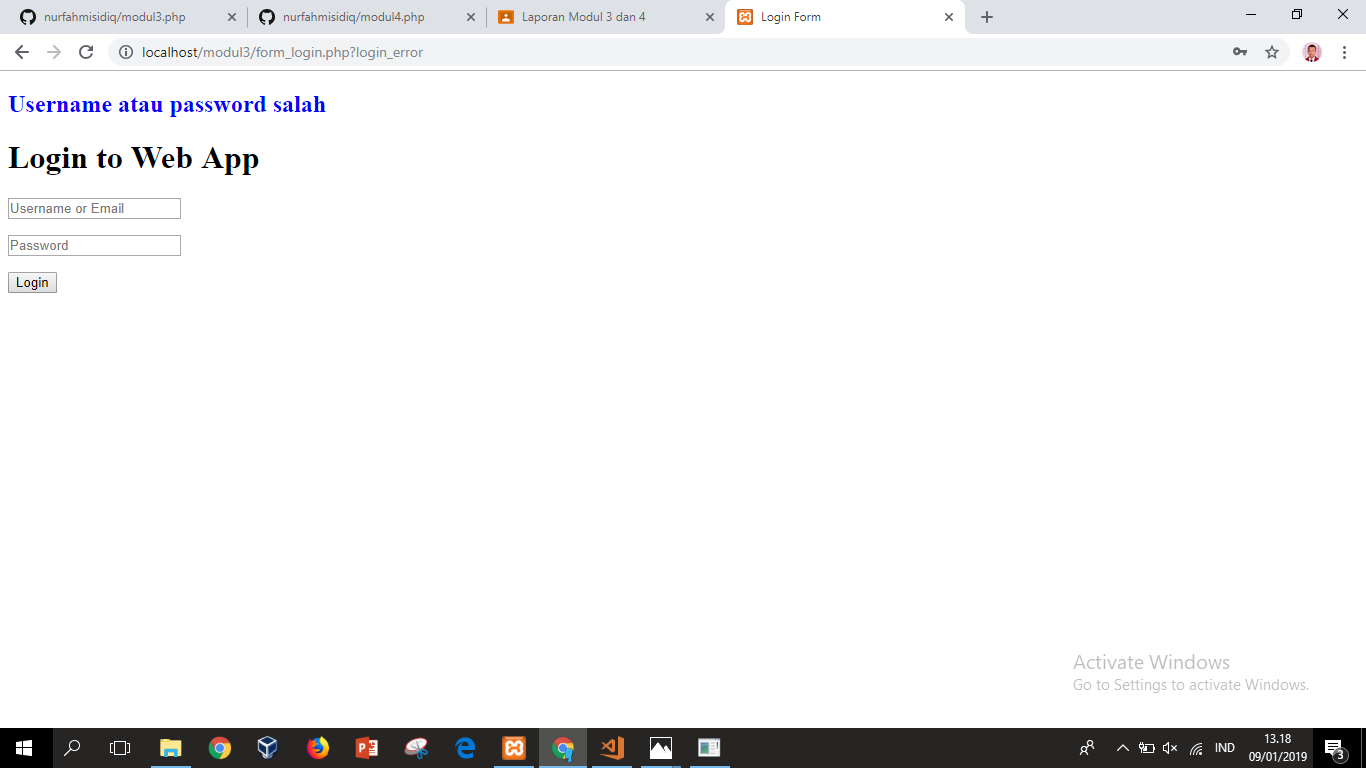 nurfahmisidiq/modul3.php
nurfahmisidiq/modul4.php
Laporan Modul 3 dan 4
Login Form
localhost/modul3/form_login.php?login_error
Username atau password salah
Login to Web App
Username or Email
Password
Login
Activate Windows
Go to Settings to activate Windows.
IND
13.18
09/01/2019
3